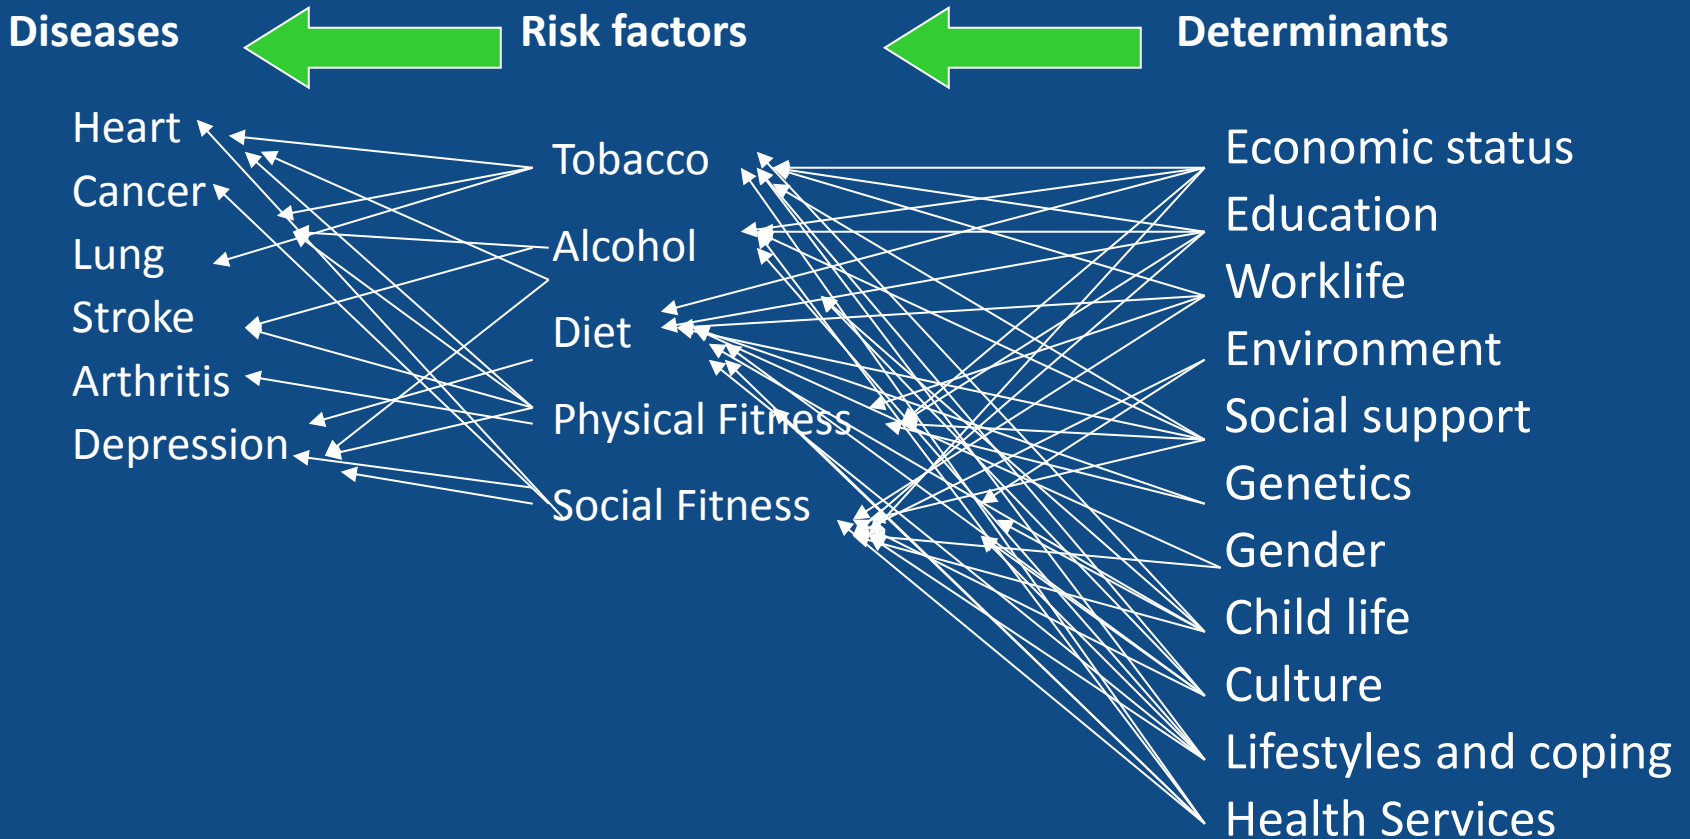 Diseases
Risk factors
Determinants
Heart
Cancer
Lung
Stroke
Arthritis
Depression
Tobacco
Alcohol
Diet
Physical Fitness
Social Fitness
Economic status
Education
Worklife
Environment
Social support
Genetics
Gender
Child life
Culture
Lifestyles and coping
Health Services